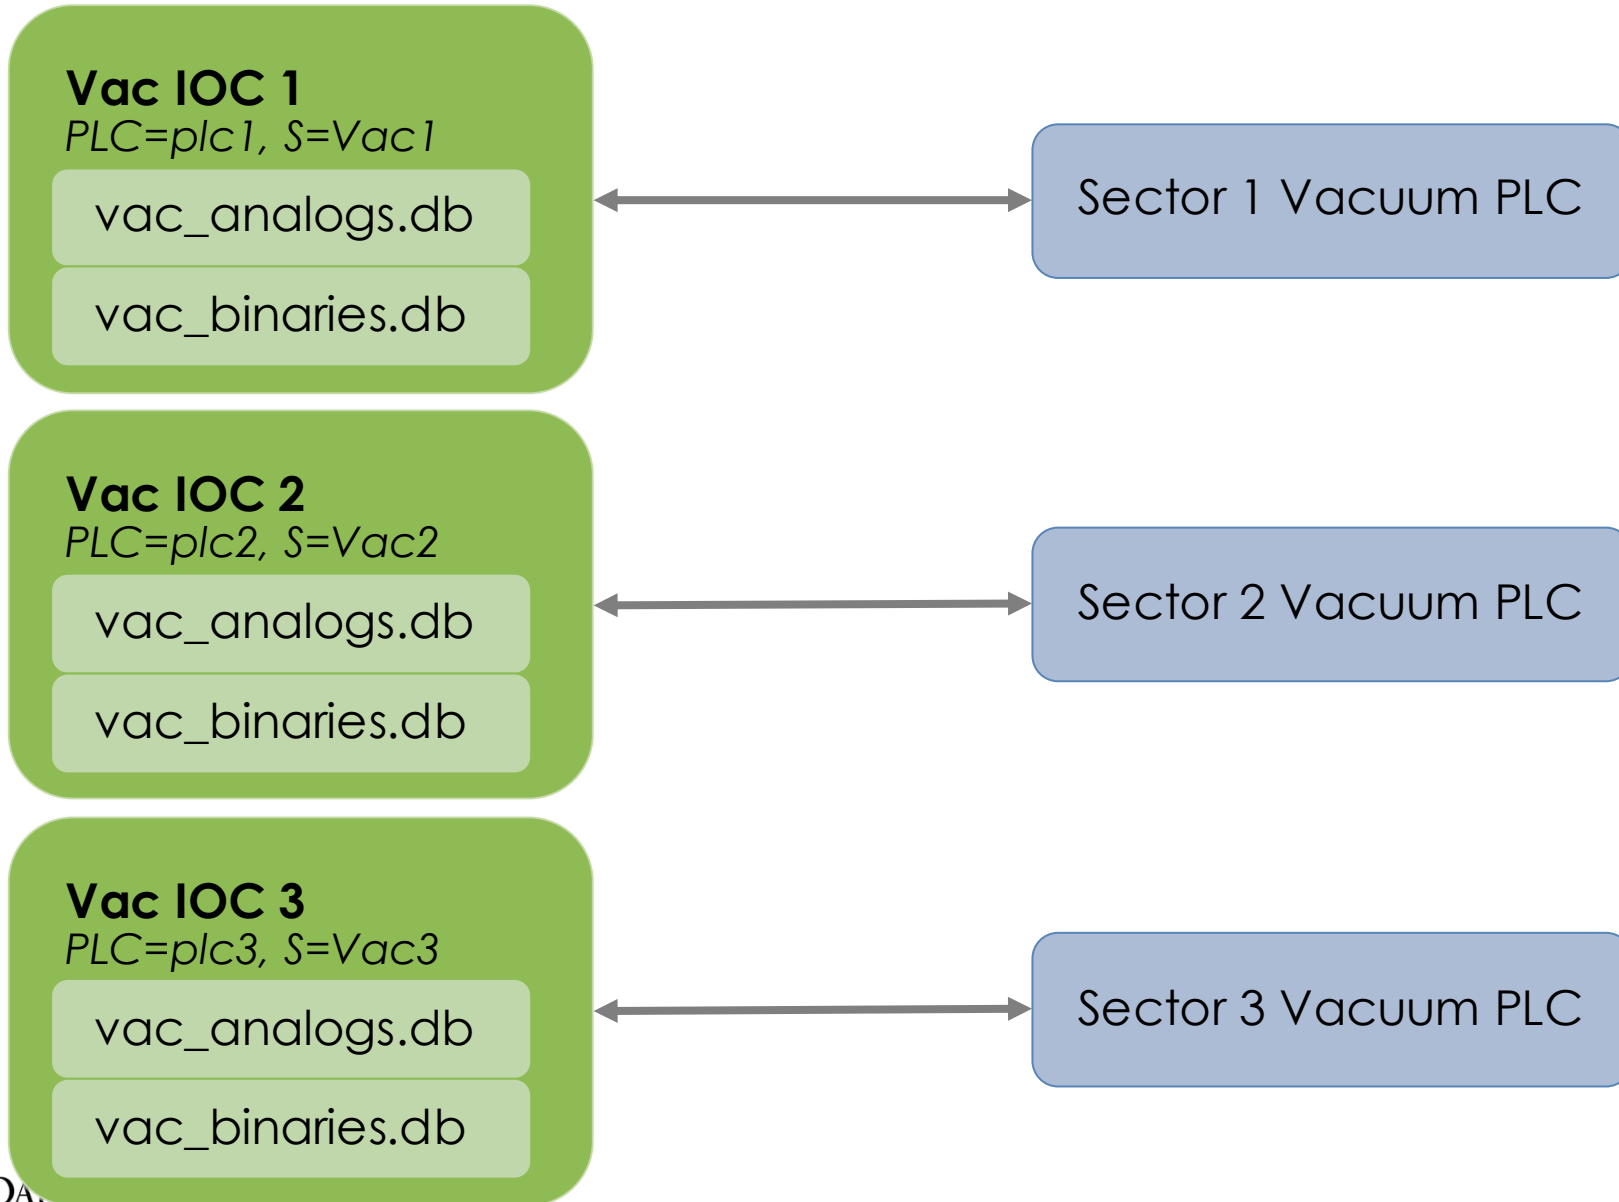 Vac IOC 1
PLC=plc1, S=Vac1
vac_analogs.db
vac_binaries.db
Sector 1 Vacuum PLC
Vac IOC 2
PLC=plc2, S=Vac2
vac_analogs.db
vac_binaries.db
Sector 2 Vacuum PLC
Vac IOC 3
PLC=plc3, S=Vac3
vac_analogs.db
vac_binaries.db
Sector 3 Vacuum PLC